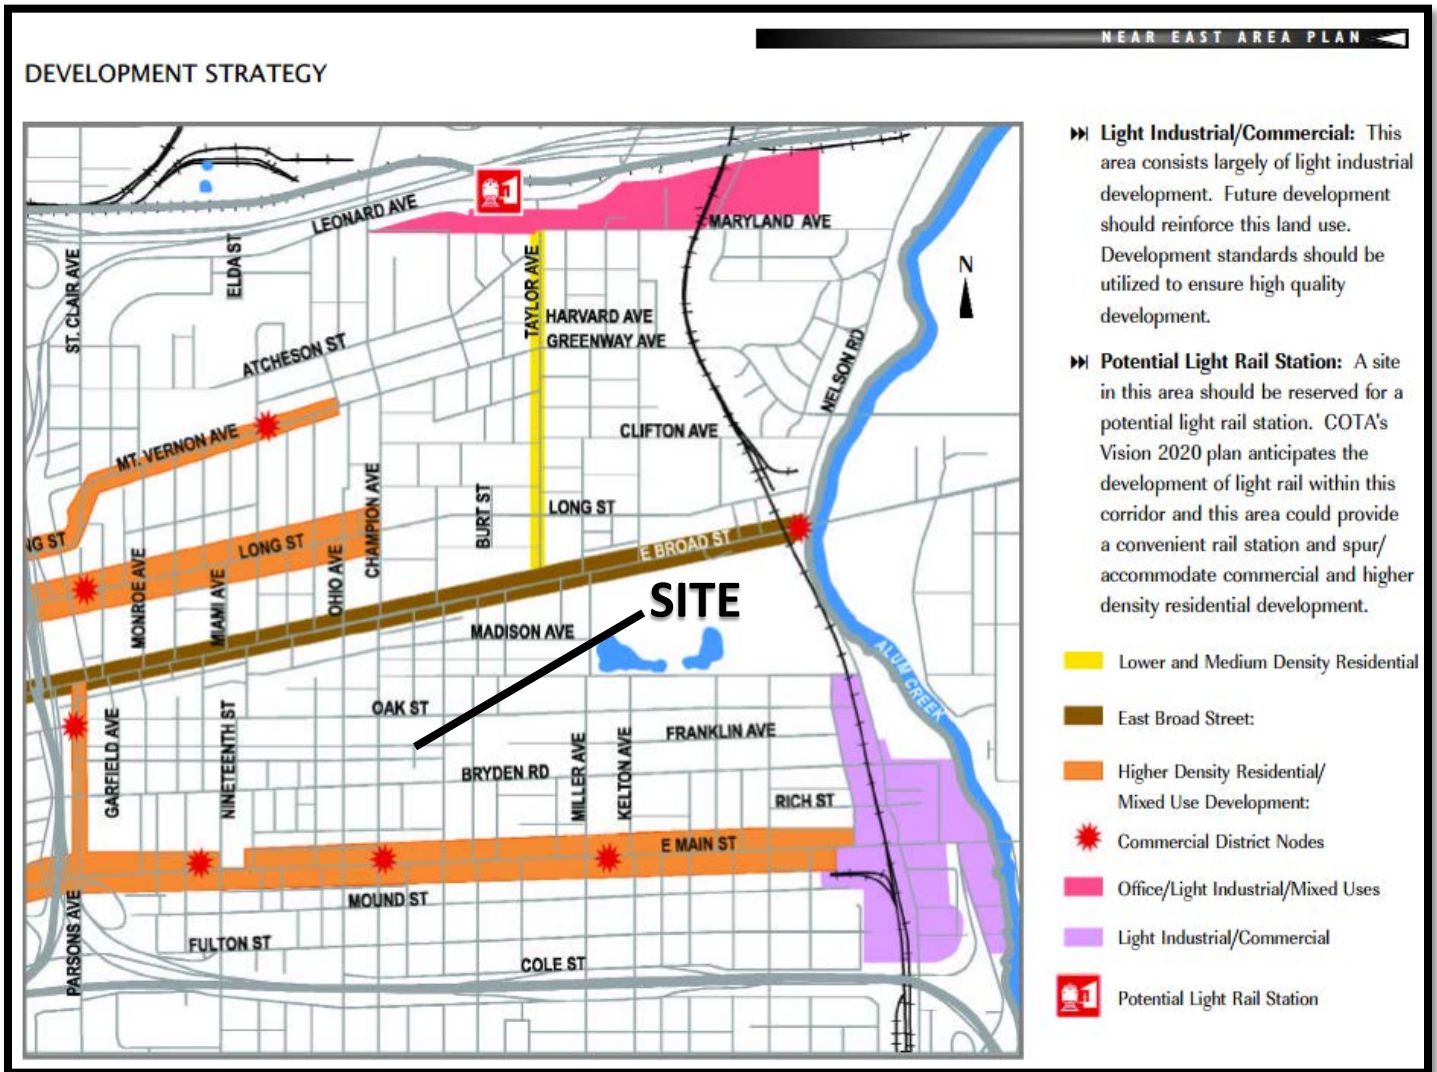 NEAR EAST AREA PLAN
DEVELOPMENT STRATEGY
LEONARD AVE
MARYLAND AVE
ST. CLAIR AVE
ELDA ST
TAYLOR AVE
HARVARD AVE
GREENWAY AVE
ATCHESON ST
NELSON RD
N
MT. VERNON AVE
CLIFTON AVE
CHAMPION AVE
BURT ST
LONG ST
NG ST
LONG ST
E BROAD ST
MONROE AVE
MIAMI AVE
OHIO AVE
SITE
MADISON AVE
ALUM CREEK
OAK ST
GARFIELD AVE
NINETEENTH ST
FRANKLIN AVE
MILLER AVE
KELTON AVE
BRYDEN RD
RICH ST
E MAIN ST
MOUND ST
PARSONS AVE
FULTON ST
COLE ST
Light Industrial/Commercial: This
area consists largely of light industrial
development. Future development
should reinforce this land use.
Development standards should be
utilized to ensure high quality
development.
Potential Light Rail Station: A site
in this area should be reserved for a
potential light rail station. COTA's
Vision 2020 plan anticipates the
development of light rail within this
corridor and this area could provide
a convenient rail station and spur/
accommodate commercial and higher
density residential development.
Lower and Medium Density Residential
East Broad Street:
Higher Density Residential/
Mixed Use Development:
Commercial District Nodes
Office/Light Industrial/Mixed Uses
Light Industrial/Commercial
Potential Light Rail Station